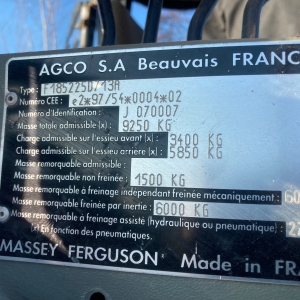 AGCO S.A Beauvais FRANC
Type : F185225D/13A
Numéro CEE : e2*97/54*0004*02
Numéro d'Identification : J 070007
Masse totale admissible (x) : 9250 KG
Charge admissible sur l'essieu avant (x) : 3400 KG
Charge admissible sur l'essieu arriere (x) : 5850 KG
Masse remorquable admissible :
Masse remorquable non freinée : 1500 KG
Masse remorquable à freinage indépendant freinée mécaniquement :
Masse remorquable freinée par inertie : 6000 KG
Masse remorquable à freinage assisté (hydraulique ou pneumatique) :
(x) En fonction des pneumatiques.
MASSEY FERGUSON Made in FR